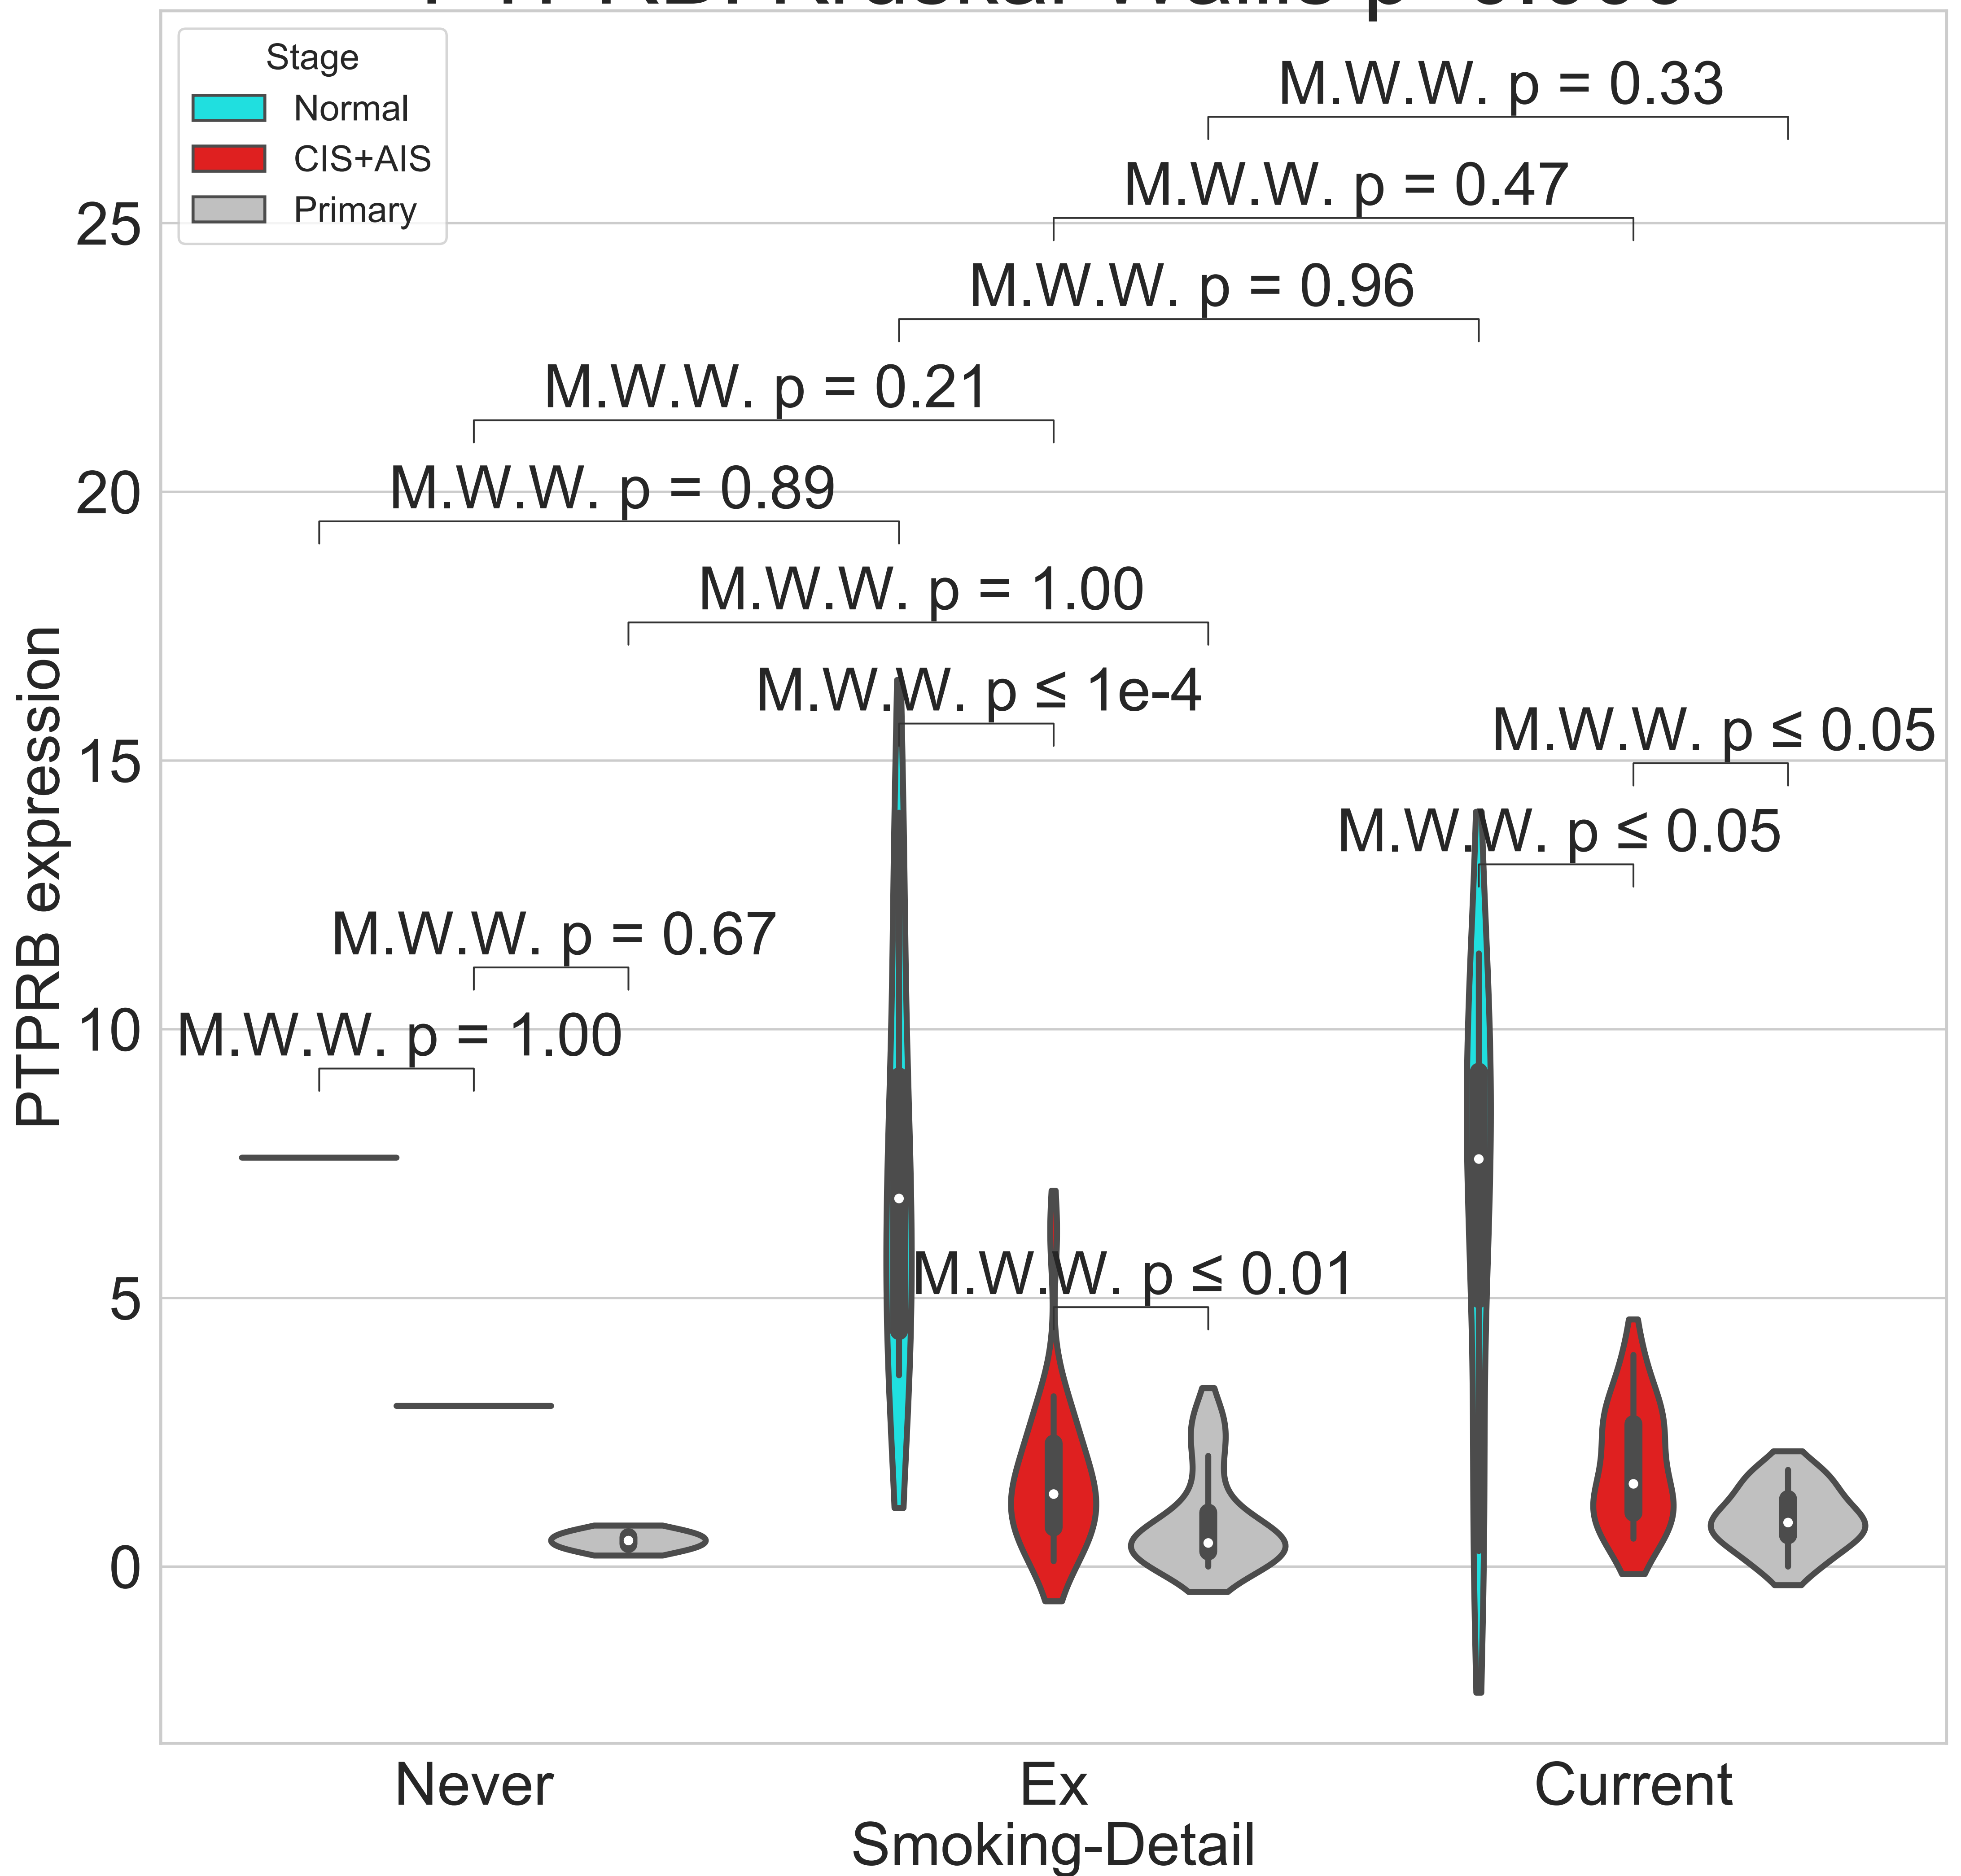 Stage
Normal
CIS+AIS
Primary
M.W.W. p = 0.33
M.W.W. p = 0.47
M.W.W. p = 0.96
M.W.W. p = 0.21
M.W.W. p = 0.89
M.W.W. p = 1.00
M.W.W. p ≤ 1e-4
M.W.W. p ≤ 0.05
M.W.W. p ≤ 0.05
M.W.W. p = 0.67
M.W.W. p = 1.00
M.W.W. p ≤ 0.01
25
20
15
10
5
0
PTPRB expression
Never
Ex
Current
Smoking-Detail